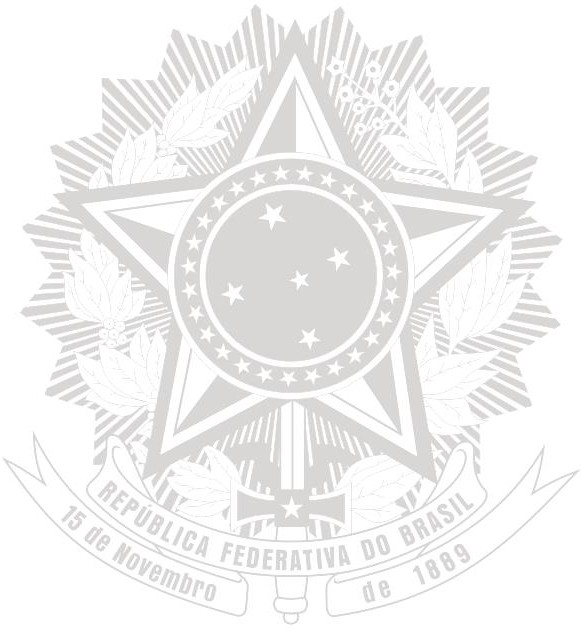 REPÚBLICA FEDERATIVA DO BRASIL
15 de Novembro de 1889